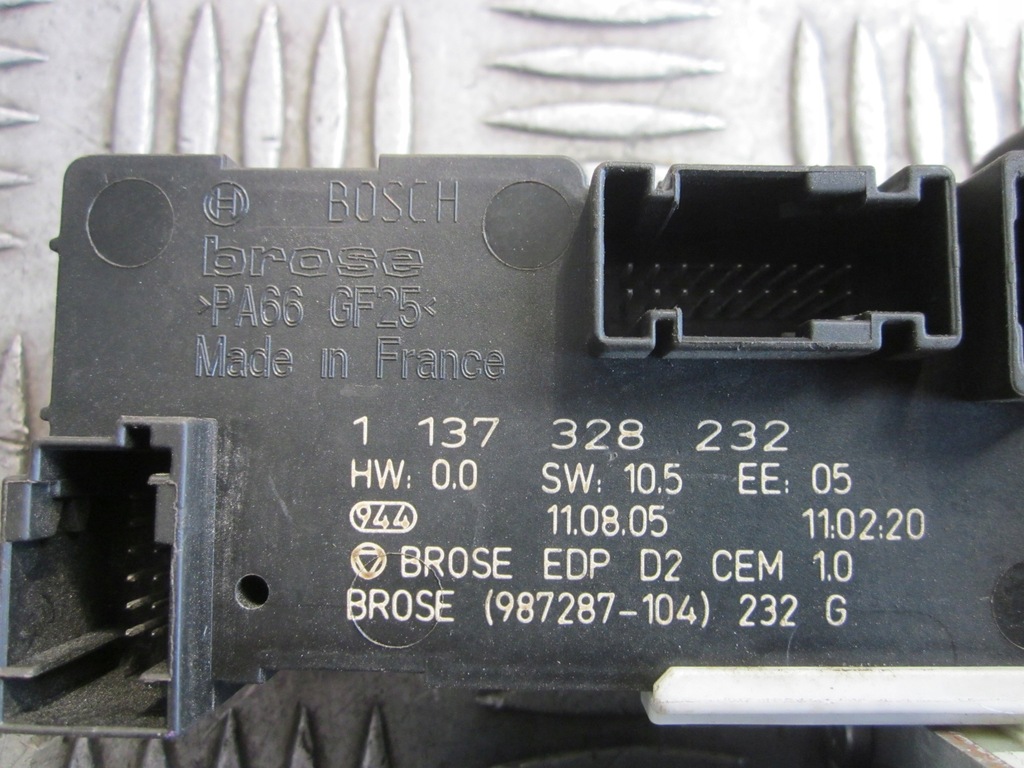 BOSCH
brose
>PA66 GF25<
Made in France
1 137 328 232
HW: 0.0 SW: 10.5 EE: 05
944 11.08.05 11:02:20
BROSE EDP D2 CEM 1.0
BROSE (987287-104) 232 G